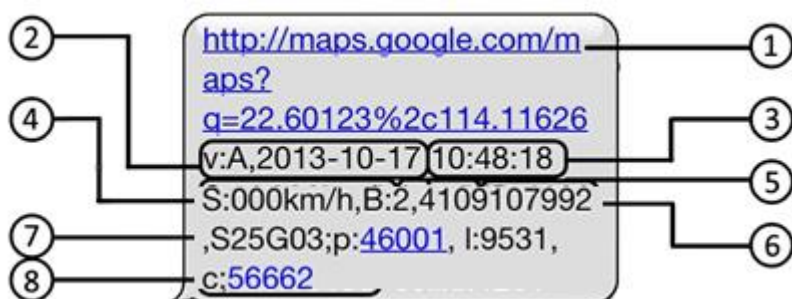 http://maps.google.com/m
aps?
q=22.60123%2c114.11626
v:A,2013-10-17 10:48:18
S:000km/h,B:2,4109107992
,S25G03;p:46001, l:9531,
c;56662
2
4
7
8
1
3
5
6